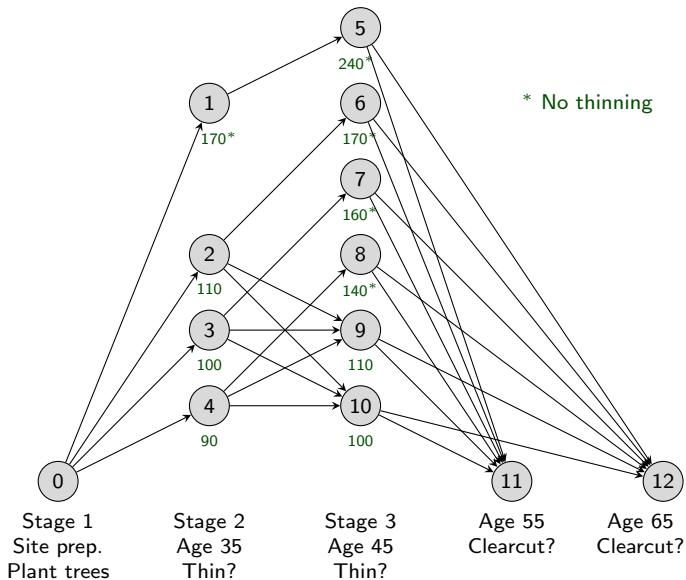 5
240*
1
170*
6
170*
* No thinning
7
160*
2
110
8
140*
3
100
9
110
4
90
10
100
0
11
12
Stage 1
Site prep.
Plant trees
Stage 2
Age 35
Thin?
Stage 3
Age 45
Thin?
Age 55
Clearcut?
Age 65
Clearcut?